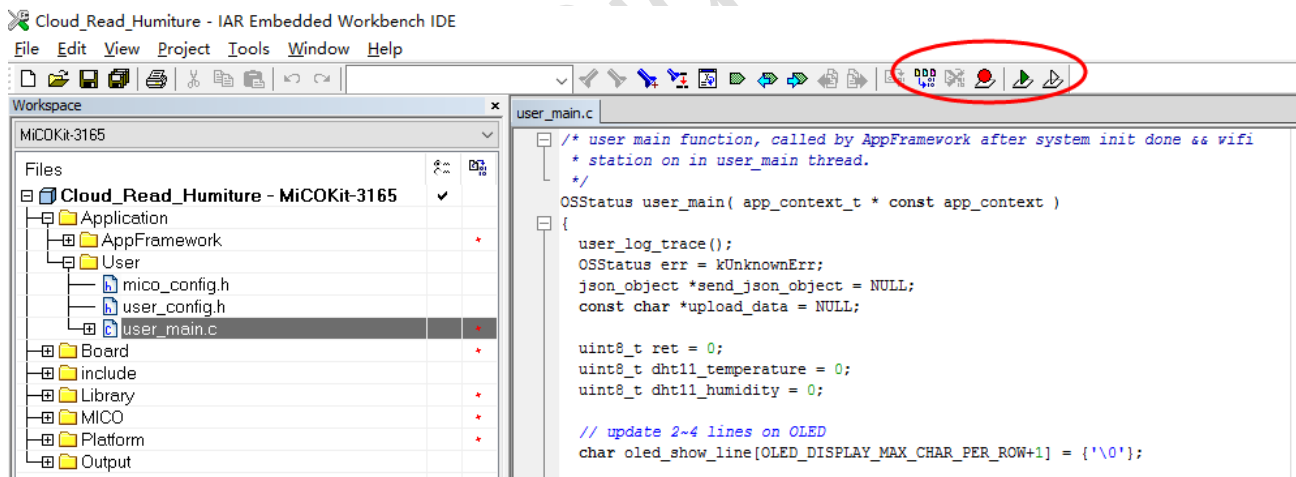 Cloud_Read_Humiture - IAR Embedded Workbench IDE
File Edit View Project Tools Window Help
Workspace
MiCOKit-3165
Files
Cloud_Read_Humiture - MiCOKit-3165
Application
AppFramework
User
mico_config.h
user_config.h
user_main.c
Board
include
Library
MICO
Platform
Output
user_main.c
/* user main function, called by AppFramework after system init done && wifi
* station on in user_main thread.
*/
OSStatus user_main( app_context_t * const app_context )
{
user_log_trace();
OSStatus err = kUnknownErr;
json_object *send_json_object = NULL;
const char *upload_data = NULL;
uint8_t ret = 0;
uint8_t dht11_temperature = 0;
uint8_t dht11_humidity = 0;
// update 2~4 lines on OLED
char oled_show_line[OLED_DISPLAY_MAX_CHAR_PER_ROW+1] = {'\0'};